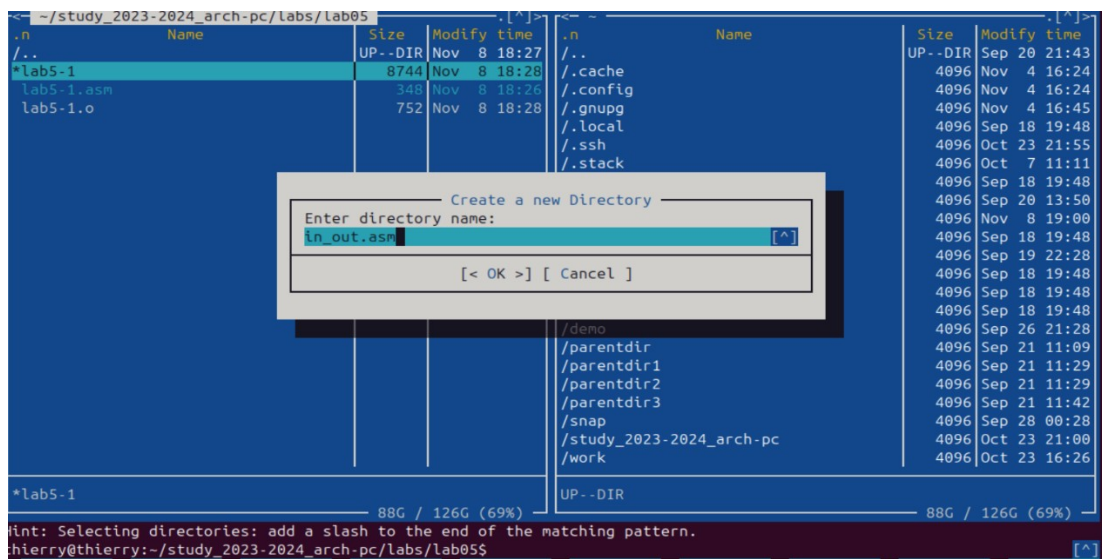 <- ~/study_2023-2024_arch-pc/labs/lab05 .[^]>
.n Name Size Modify time
/.. UP--DIR Nov 8 18:27
*lab5-1 8744 Nov 8 18:28
lab5-1.asm 348 Nov 8 18:26
lab5-1.o 752 Nov 8 18:28
*lab5-1
88G / 126G (69%)
<- ~ .[^]>
.n Name Size Modify time
/.. UP--DIR Sep 20 21:43
/.cache 4096 Nov 4 16:24
/.config 4096 Nov 4 16:24
/.gnupg 4096 Nov 4 16:45
/.local 4096 Sep 18 19:48
/.ssh 4096 Oct 23 21:55
/.stack 4096 Oct 7 11:11
4096 Sep 18 19:48
4096 Sep 20 13:50
4096 Nov 8 19:00
4096 Sep 18 19:48
4096 Sep 19 22:28
4096 Sep 18 19:48
4096 Sep 18 19:48
4096 Sep 18 19:48
/demo 4096 Sep 26 21:28
/parentdir 4096 Sep 21 11:09
/parentdir1 4096 Sep 21 11:29
/parentdir2 4096 Sep 21 11:29
/parentdir3 4096 Sep 21 11:42
/snap 4096 Sep 28 00:28
/study_2023-2024_arch-pc 4096 Oct 23 21:00
/work 4096 Oct 23 16:26
UP--DIR
88G / 126G (69%)
Create a new Directory
Enter directory name:
in_out.asm [^]
[< OK >] [ Cancel ]
Hint: Selecting directories: add a slash to the end of the matching pattern.
thierry@thierry:~/study_2023-2024_arch-pc/labs/lab05$ [^]